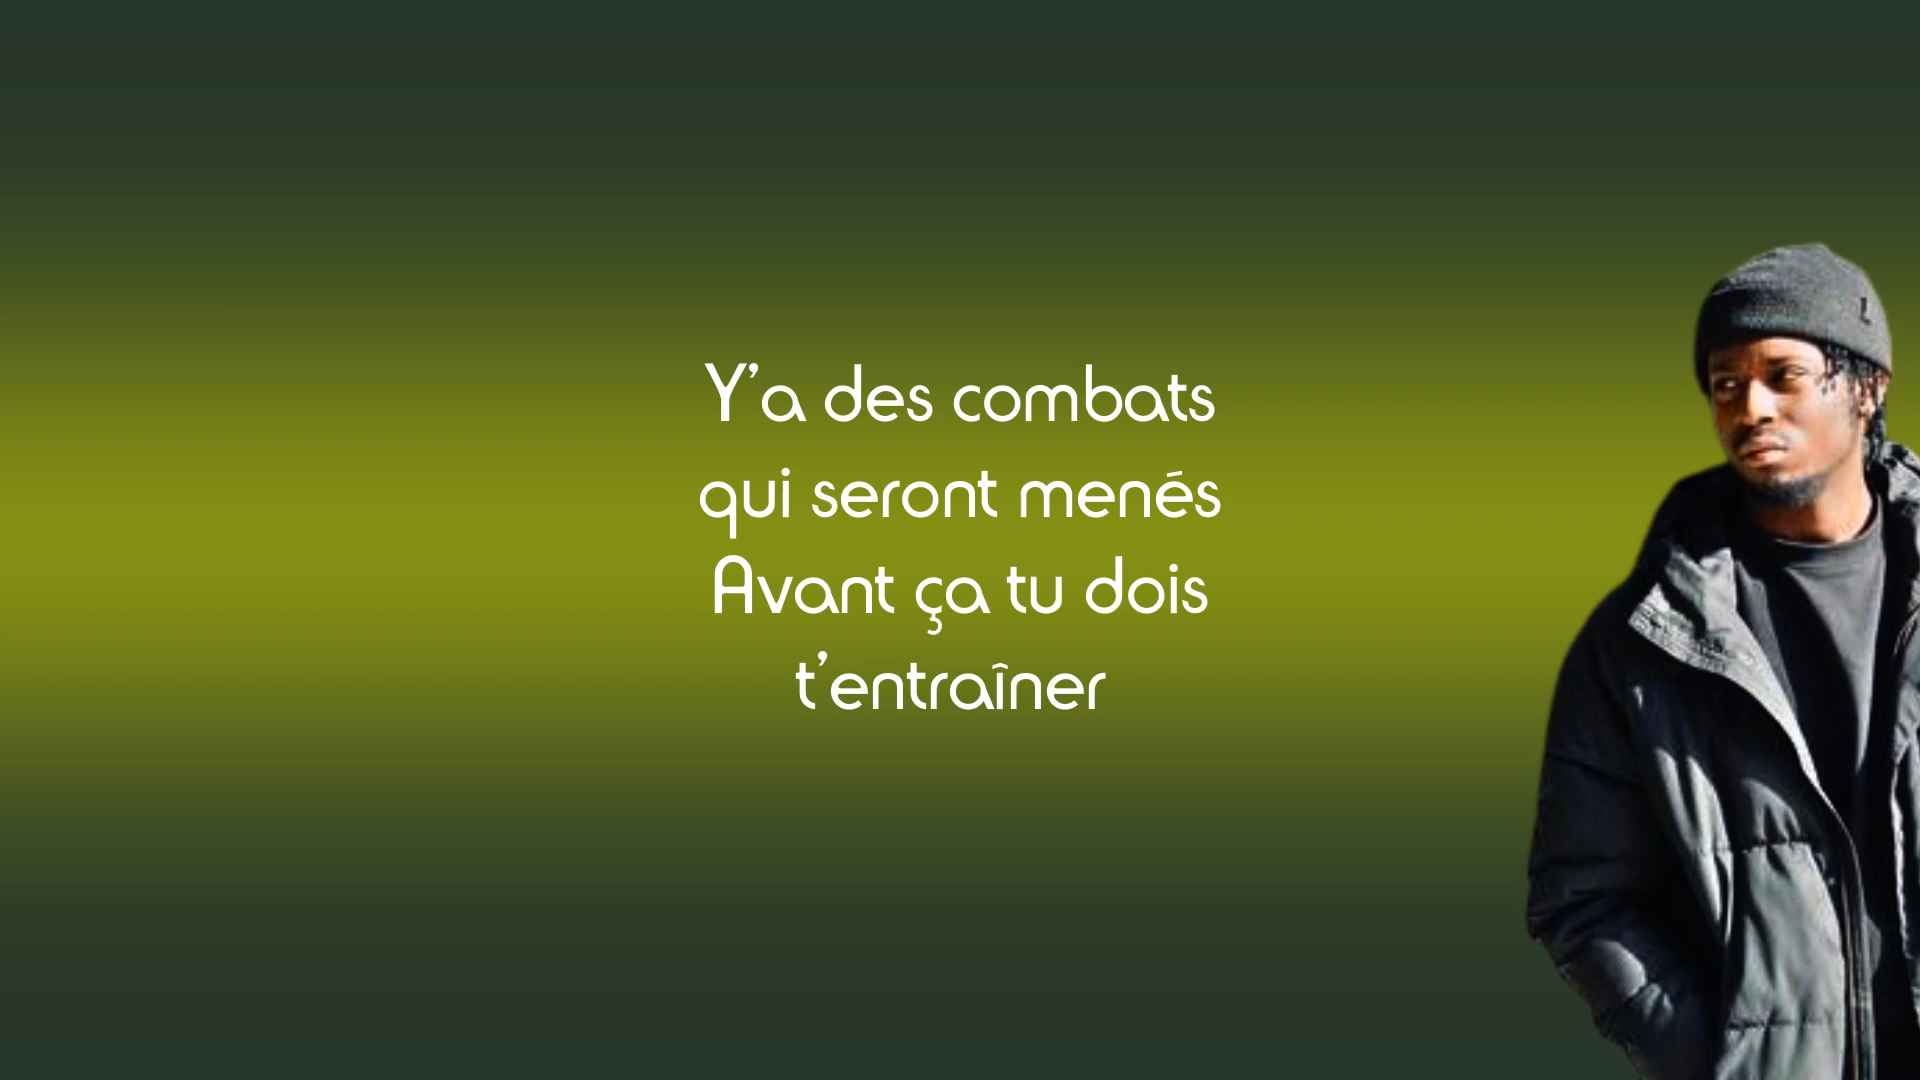 Y'a des combats
qui seront menés
Avant ça tu dois
t'entraîner